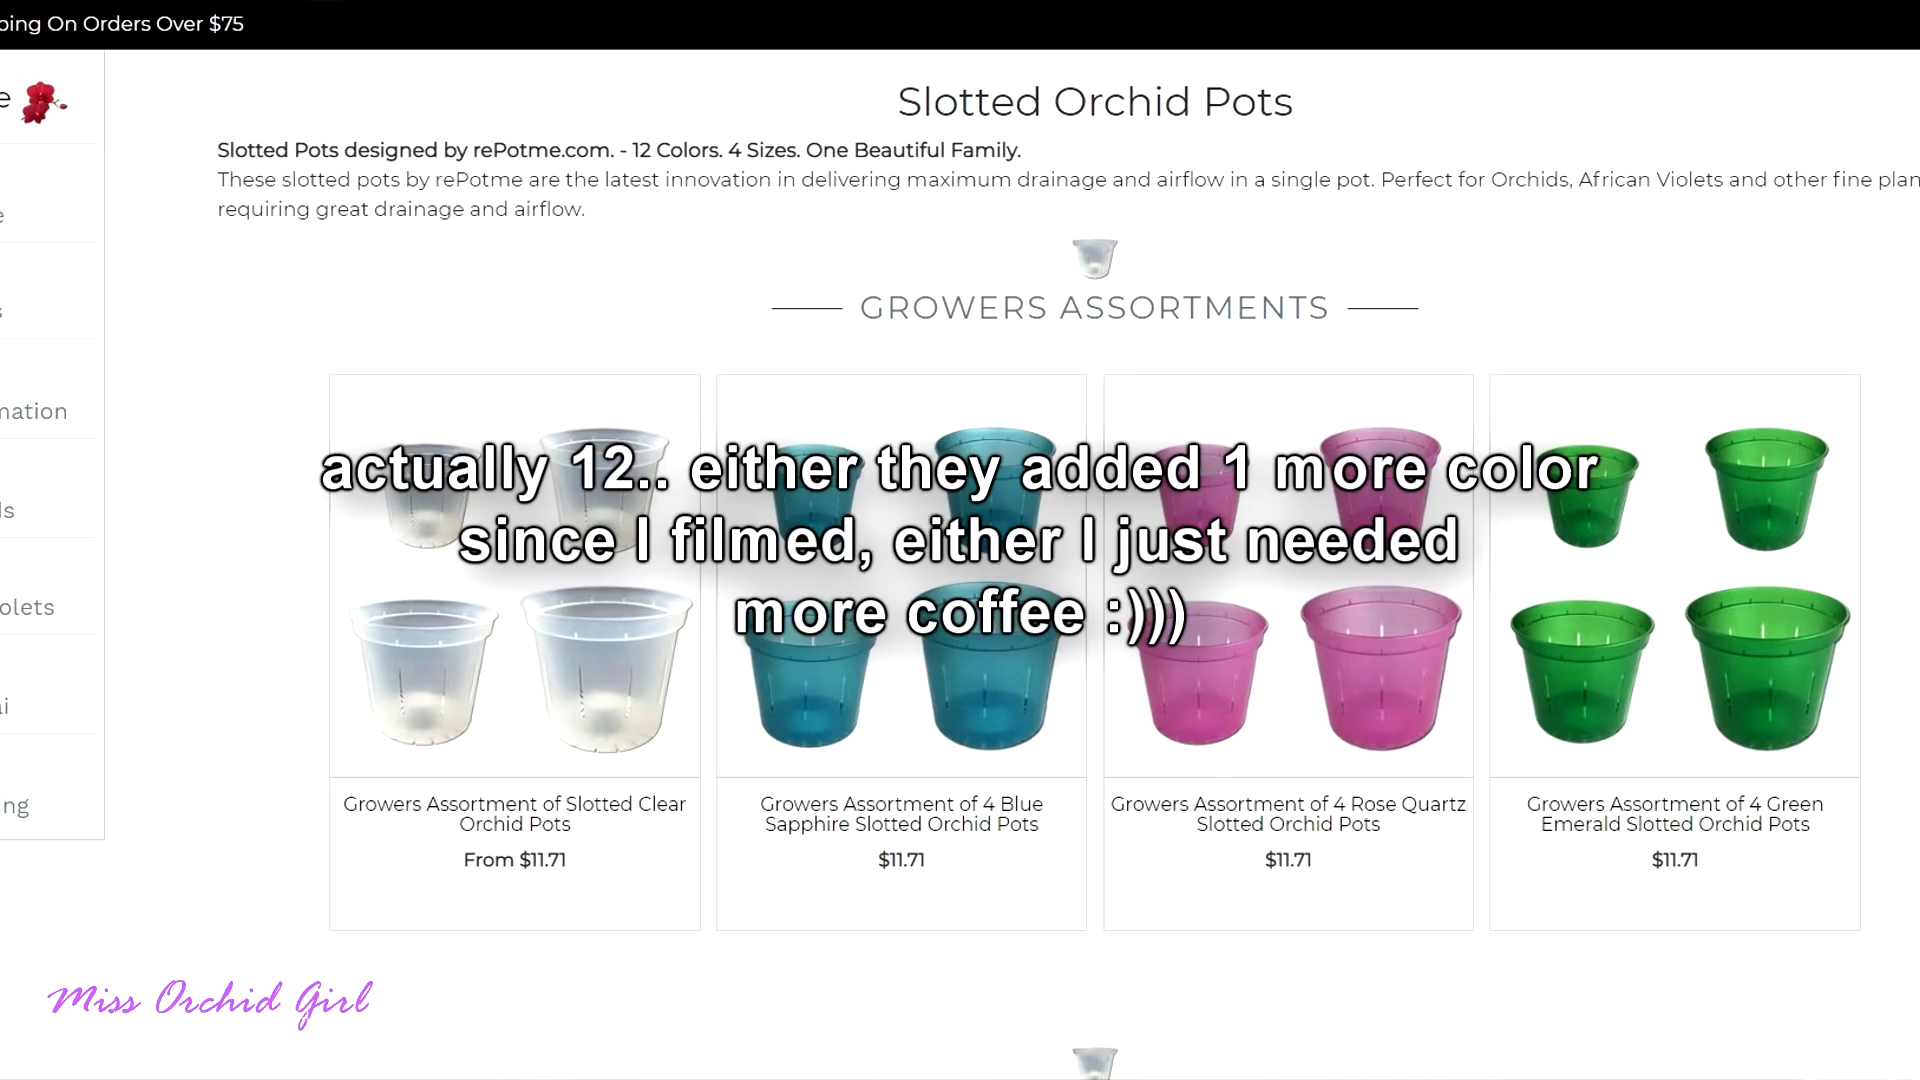 On Orders Over $75
Slotted Orchid Pots
Slotted Pots designed by rePotme.com. - 12 Colors. 4 Sizes. One Beautiful Family.
These slotted pots by rePotme are the latest innovation in delivering maximum drainage and airflow in a single pot. Perfect for Orchids, African Violets and other fine
requiring great drainage and airflow.
GROWERS ASSORTMENTS
actually 12.. either they added 1 more color
since I filmed, either I just needed
more coffee :)))
Growers Assortment of Slotted Clear
Orchid Pots
From $11.71
Growers Assortment of 4 Blue
Sapphire Slotted Orchid Pots
$11.71
Growers Assortment of 4 Rose Quartz
Slotted Orchid Pots
$11.71
Growers Assortment of 4 Green
Emerald Slotted Orchid Pots
$11.71
Miss Orchid Girl